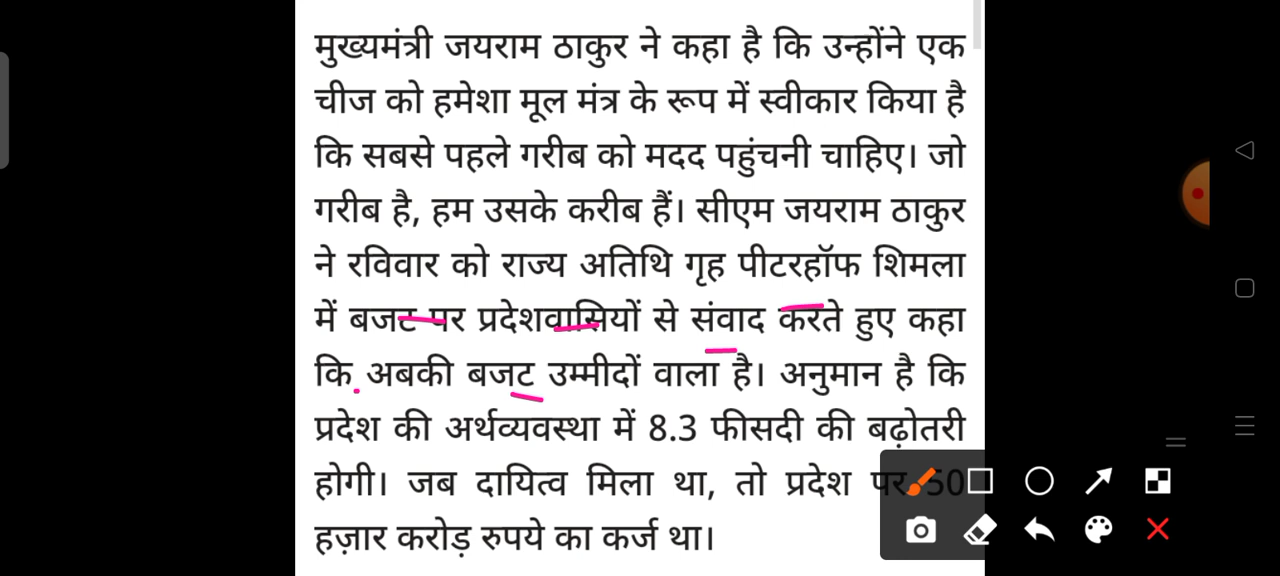 मुख्यमंत्री जयराम ठाकुर ने कहा है कि उन्होंने एक
चीज को हमेशा मूल मंत्र के रूप में स्वीकार किया है
कि सबसे पहले गरीब को मदद पहुंचनी चाहिए। जो
गरीब है, हम उसके करीब हैं। सीएम जयराम ठाकुर
ने रविवार को राज्य अतिथि गृह पीटरहॉफ शिमला
में बजट पर प्रदेशवासियों से संवाद करते हुए कहा
कि अबकी बजट उम्मीदों वाला है। अनुमान है कि
प्रदेश की अर्थव्यवस्था में 8.3 फीसदी की बढ़ोतरी
होगी। जब दायित्व मिला था, तो प्रदेश पर 50
हज़ार करोड़ रुपये का कर्ज था।